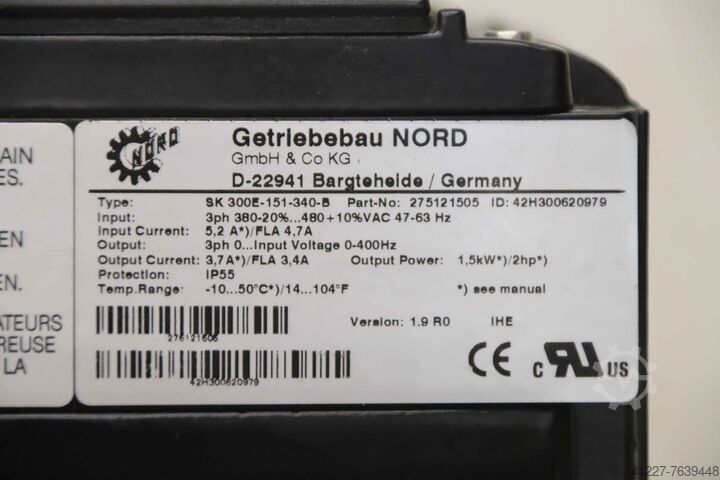 AIN
ES.
EN
EN.
ATEURS
REUSE
LA
NORD
Getriebebau NORD
GmbH & Co KG
D-22941 Bargteheide / Germany
Type: SK 300E-151-340-B Part-No: 275121505 ID: 42H300620979
Input: 3ph 380-20%...480+10%VAC 47-63 Hz
Input Current: 5,2 A*)/FLA 4,7A
Output: 3ph 0...Input Voltage 0-400Hz
Output Current: 3,7A*)/FLA 3,4A Output Power: 1,5kW*)/2hp*)
Protection: IP55
Temp.Range: -10...50°C*)/14...104°F *) see manual
Version: 1.9 R0 IHE
275121505
42H300620979
CE c RU US
41227-7639448